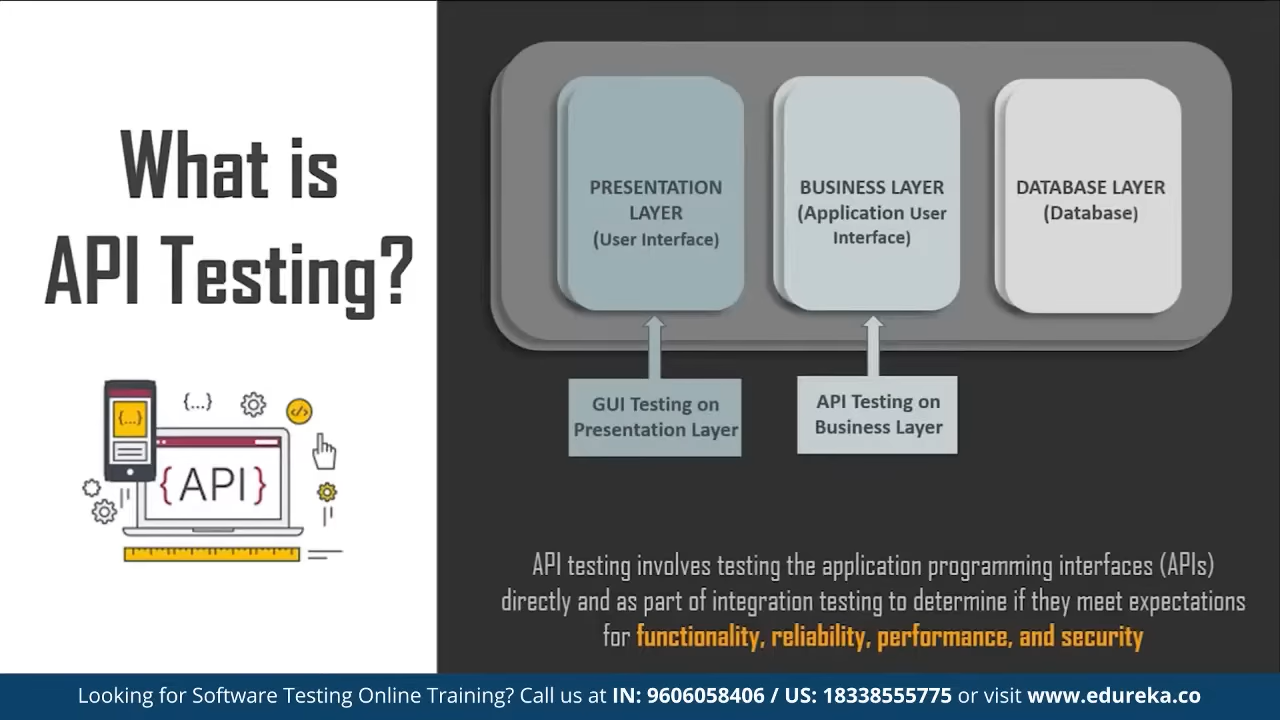 What is
API Testing?
{...}
{...}
</>
{API}
PRESENTATION
LAYER
(User Interface)
BUSINESS LAYER
(Application User
Interface)
DATABASE LAYER
(Database)
GUI Testing on
Presentation Layer
API Testing on
Business Layer
API testing involves testing the application programming interfaces (APIs)
directly and as part of integration testing to determine if they meet expectations
for functionality, reliability, performance, and security
Looking for Software Testing Online Training? Call us at IN: 9606058406 / US: 18338555775 or visit www.edureka.co